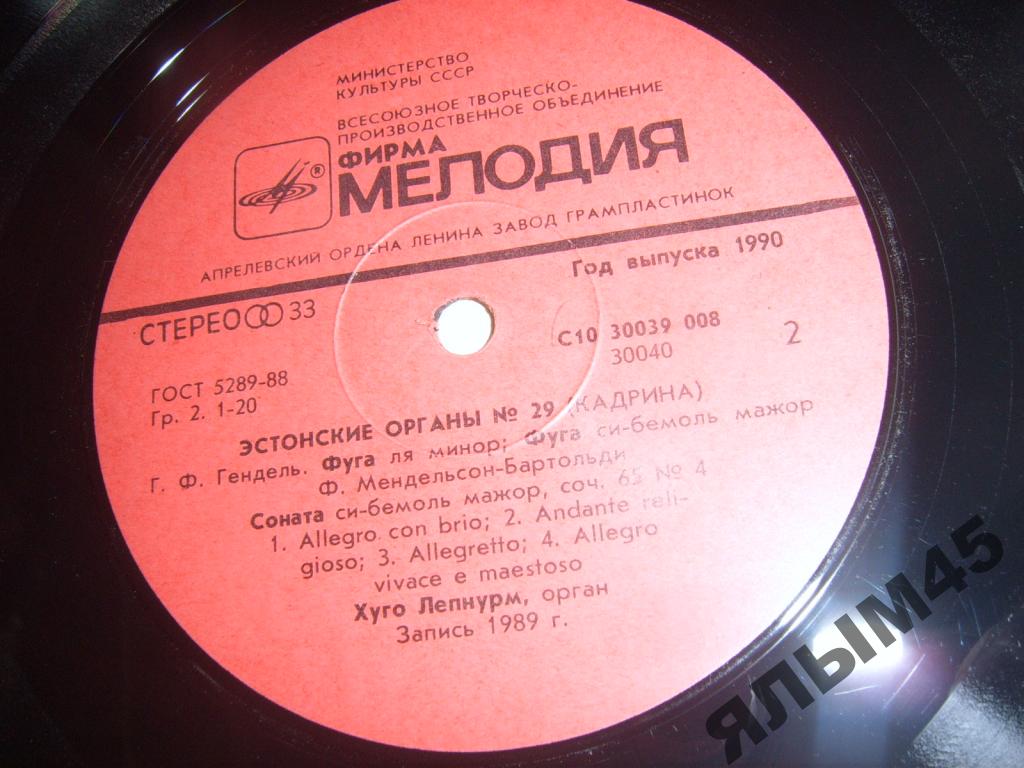 МИНИСТЕРСТВО
КУЛЬТУРЫ СССР
ВСЕСОЮЗНОЕ ТВОРЧЕСКО-
ПРОИЗВОДСТВЕННОЕ ОБЪЕДИНЕНИЕ
ФИРМА
®
МЕЛОДИЯ
АПРЕЛЕВСКИЙ ОРДЕНА ЛЕНИНА ЗАВОД ГРАМПЛАСТИНОК
Год выпуска 1990
СТЕРЕО 33
С10 30039 008
30040
2
ГОСТ 5289-88
Гр. 2. 1-20
ЭСТОНСКИЕ ОРГАНЫ № 29 (КАДРИНА)
Г. Ф. Гендель. Фуга ля минор; Фуга си-бемоль мажор
Ф. Мендельсон-Бартольди
Соната си-бемоль мажор, соч. 65 № 4
1. Allegro con brio; 2. Andante reli-
gioso; 3. Allegretto; 4. Allegro
vivace e maestoso
Хуго Лепнурм, орган
Запись 1989 г.
ЯЛЫМ45